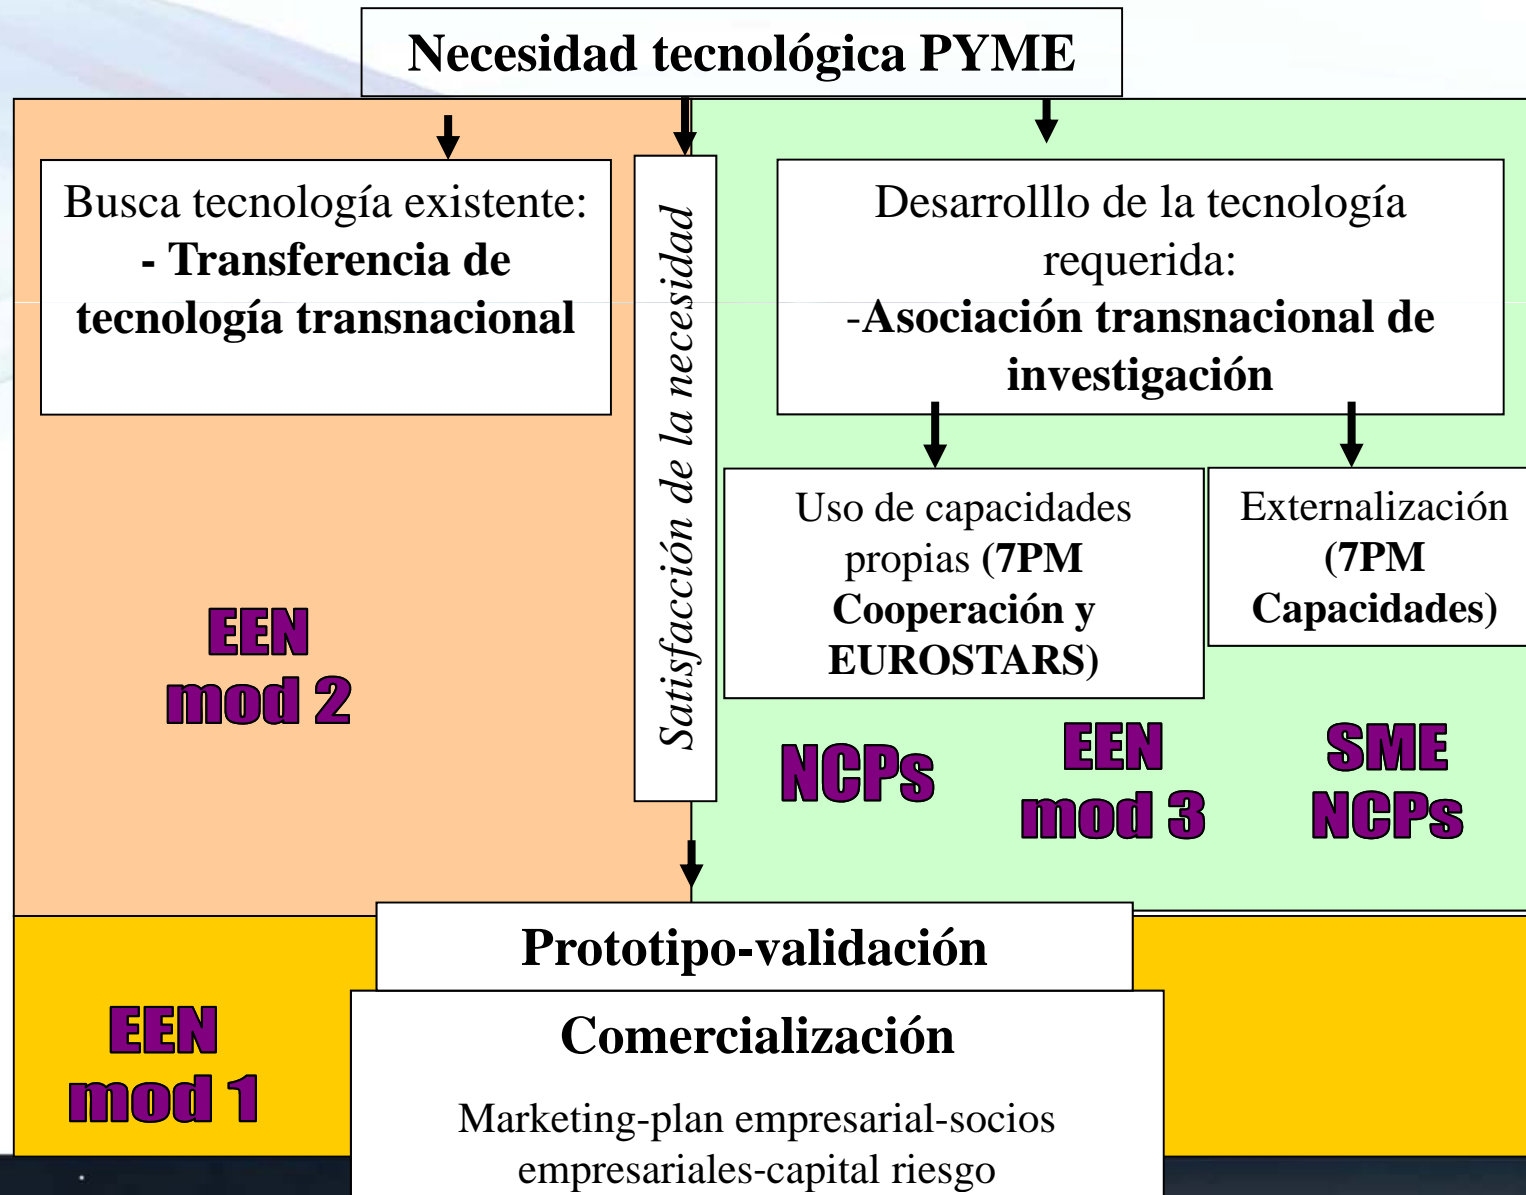 Necesidad tecnológica PYME
Busca tecnología existente:
- Transferencia de
tecnología transnacional
Satisfacción de la necesidad
Desarrolllo de la tecnología
requerida:
-Asociación transnacional de
investigación
Uso de capacidades
propias (7PM
Cooperación y
EUROSTARS)
Externalización
(7PM
Capacidades)
EEN
mod 2
NCPs
EEN
mod 3
SME
NCPs
Prototipo-validación
EEN
mod 1
Comercialización
Marketing-plan empresarial-socios
empresariales-capital riesgo